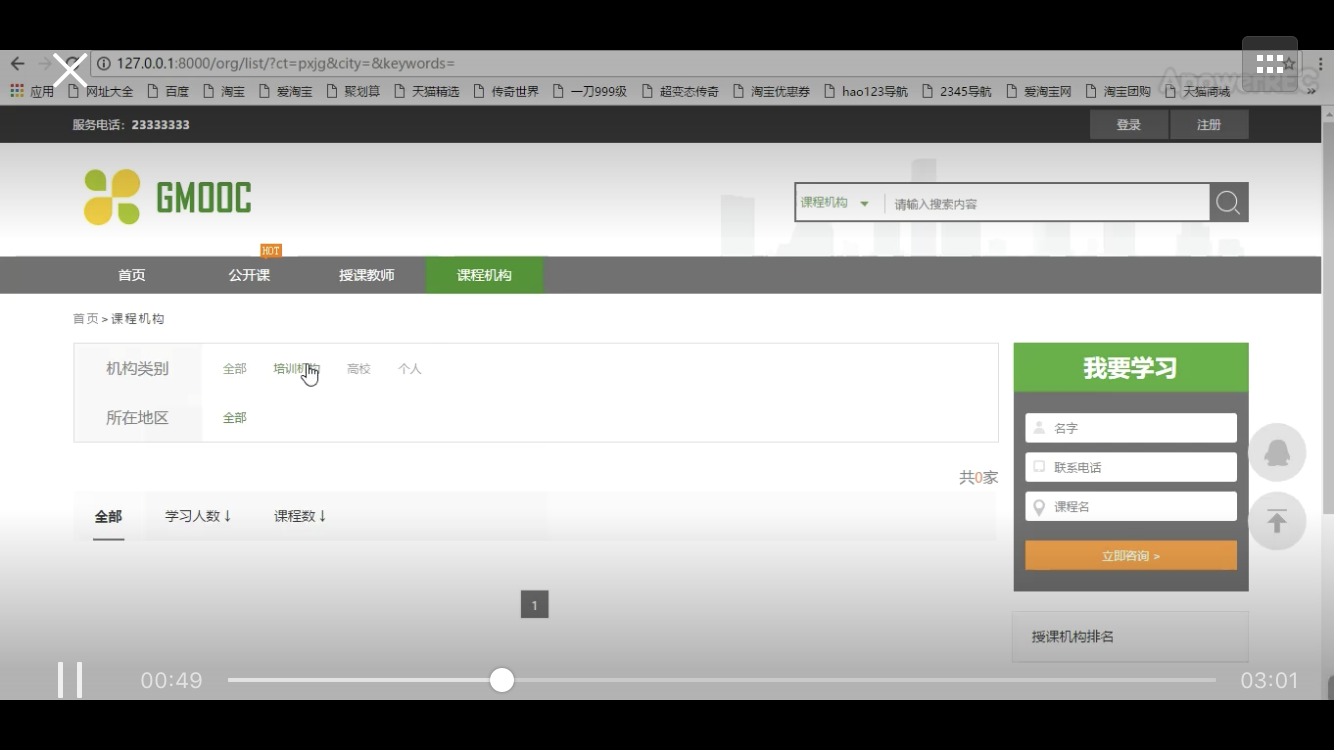 127.0.0.1:8000/org/list/?ct=pxjg&city=&keywords=
应用 网址大全 百度 淘宝 爱淘宝 聚划算 天猫精选 传奇世界 一刀999级 超变态传奇 淘宝优惠券 hao123导航 2345导航 爱淘宝网 淘宝团购 天猫商城 »
ApowerREC
服务电话：23333333 登录 注册
GMOOC
课程机构 请输入搜索内容
HOT
首页 公开课 授课教师 课程机构
首页 > 课程机构
机构类别 全部 培训机构 高校 个人
我要学习
所在地区 全部
名字
联系电话
共0家
课程名
全部 学习人数↓ 课程数↓
立即咨询 >
1
授课机构排名
00:49 03:01